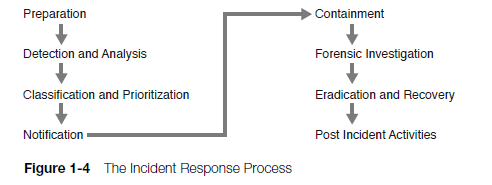 Preparation
Detection and Analysis
Classification and Prioritization
Notification
Containment
Forensic Investigation
Eradication and Recovery
Post Incident Activities
Figure 1-4 The Incident Response Process